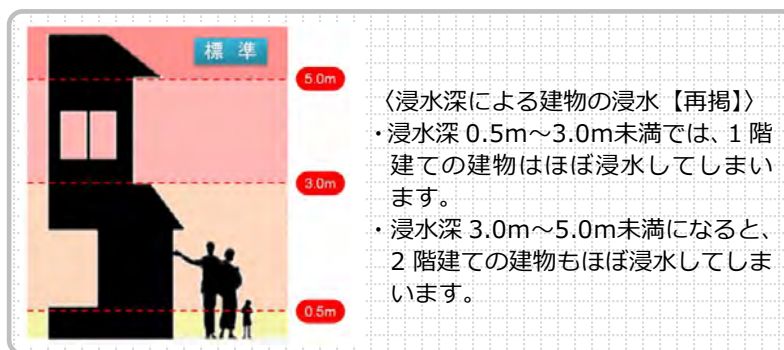 標 準
5.0m
3.0m
0.5m
〈浸水深による建物の浸水【再掲】〉
・浸水深 0.5m～3.0m未満では、1 階
建ての建物はほぼ浸水してしまい
ます。
・浸水深 3.0m～5.0m未満になると、
2 階建ての建物もほぼ浸水してしま
います。